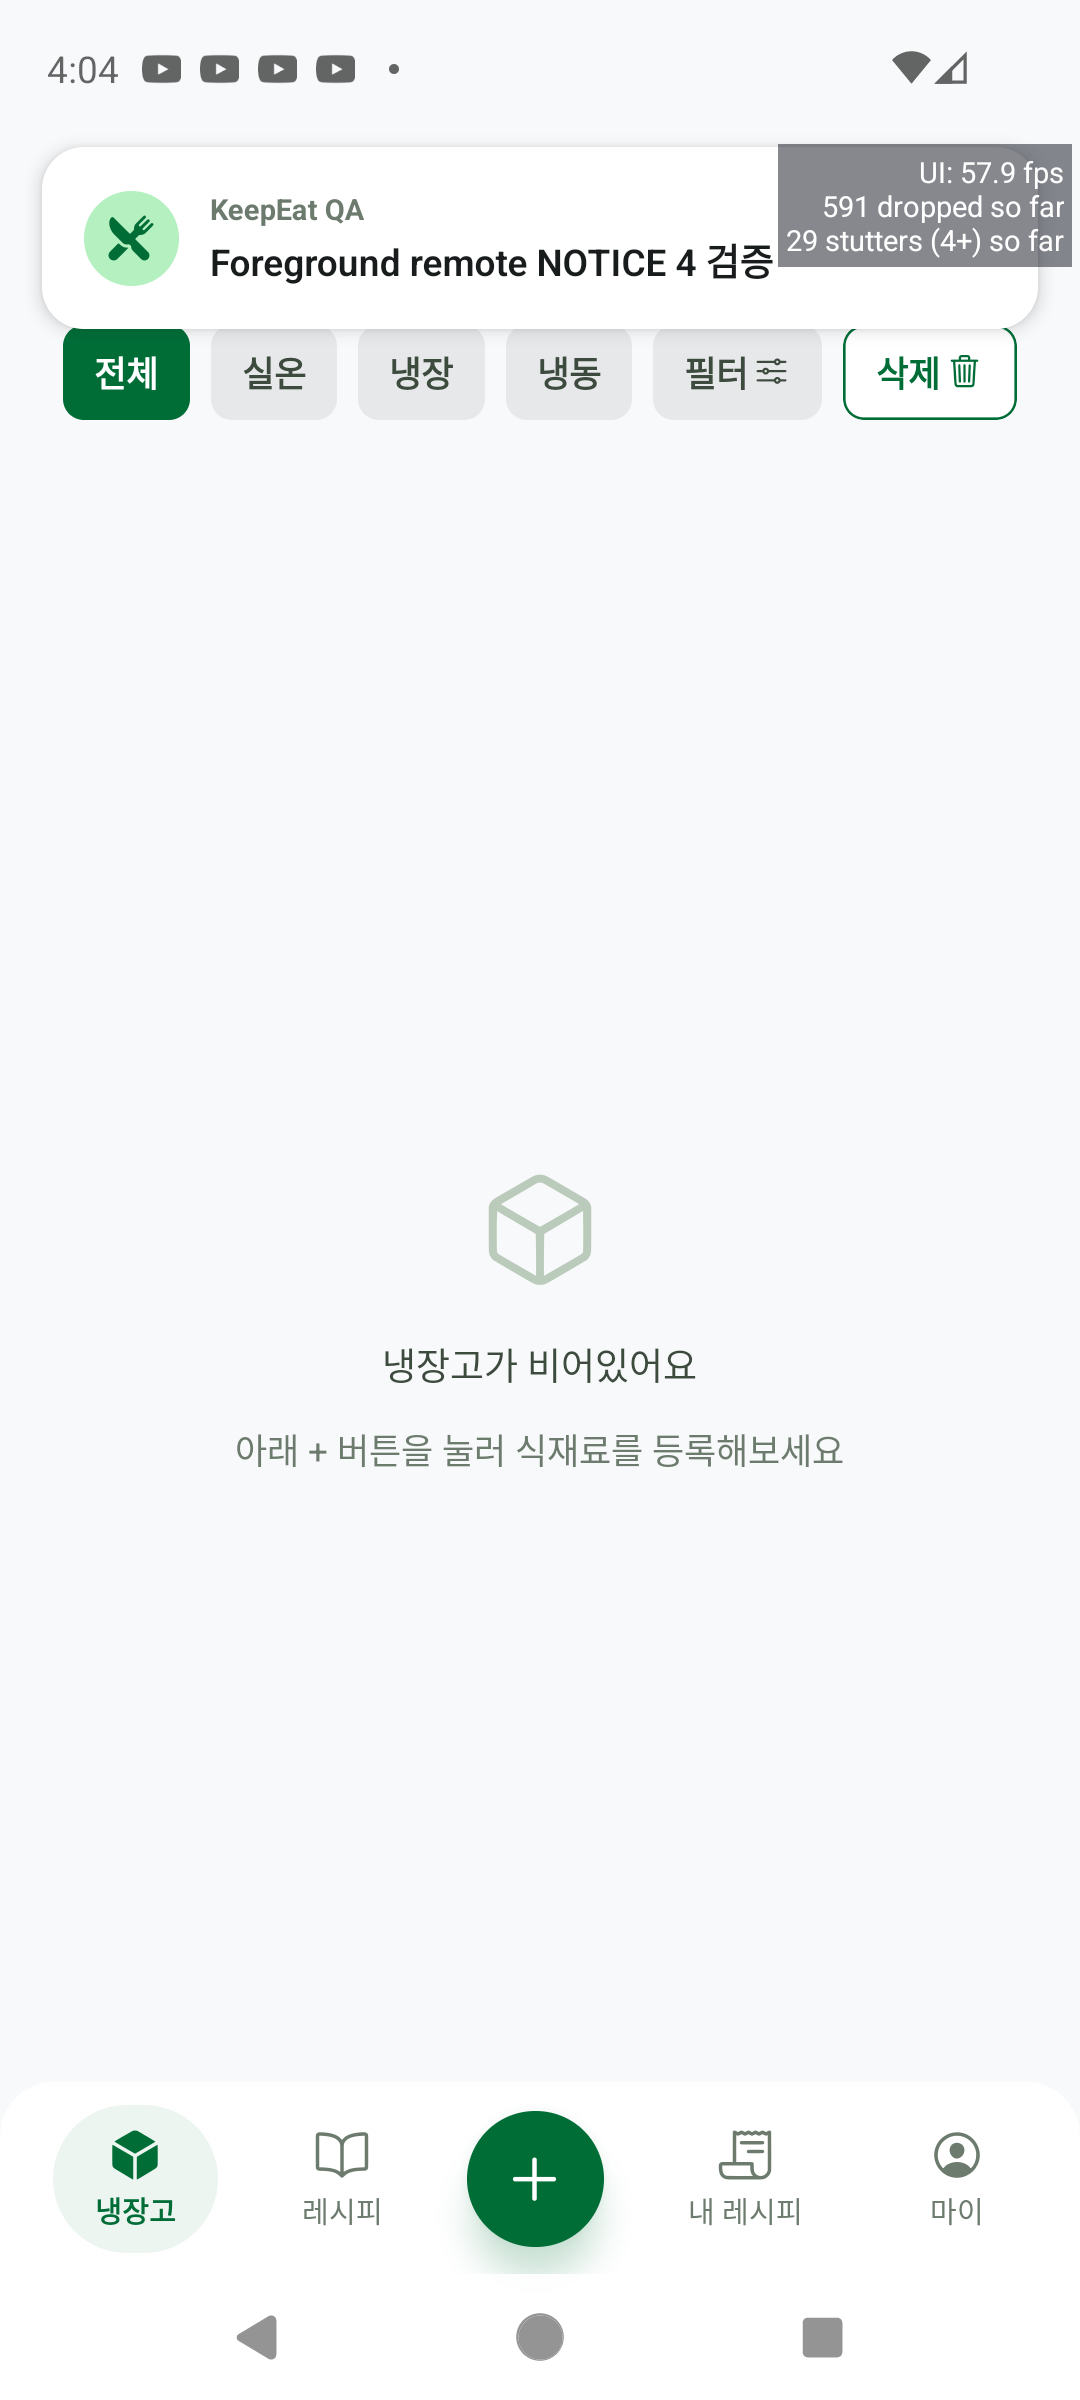 4:04
UI: 57.9 fps
591 dropped so far
29 stutters (4+) so far
KeepEat QA
Foreground remote NOTICE 4 검증
전체
실온
냉장
냉동
필터
삭제
냉장고가 비어있어요
아래 + 버튼을 눌러 식재료를 등록해보세요
냉장고
레시피
내 레시피
마이